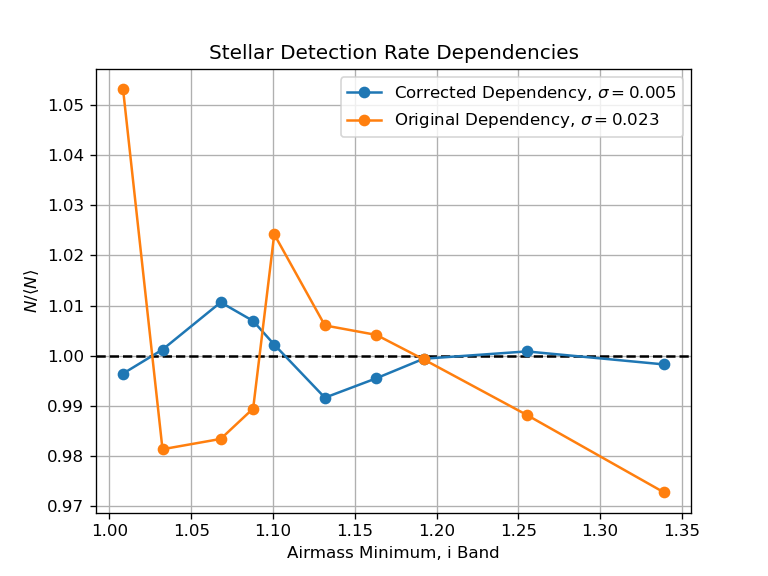 Stellar Detection Rate Dependencies
Corrected Dependency, σ = 0.005
Original Dependency, σ = 0.023
N/⟨N⟩
1.05
1.04
1.03
1.02
1.01
1.00
0.99
0.98
0.97
1.00 1.05 1.10 1.15 1.20 1.25 1.30 1.35
Airmass Minimum, i Band